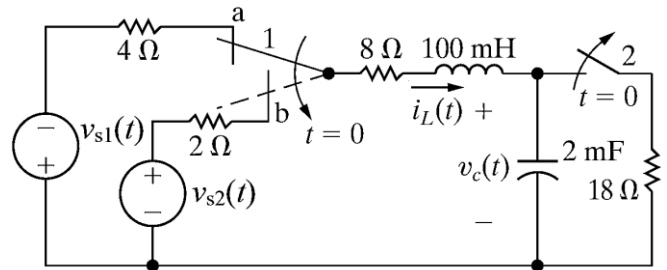 a
1
4 Ω
8 Ω
100 mH
2
t = 0
i_L(t) +
b
t = 0
2 Ω
−
v_s1(t)
+
+
v_s2(t)
−
v_c(t)
2 mF
18 Ω
−